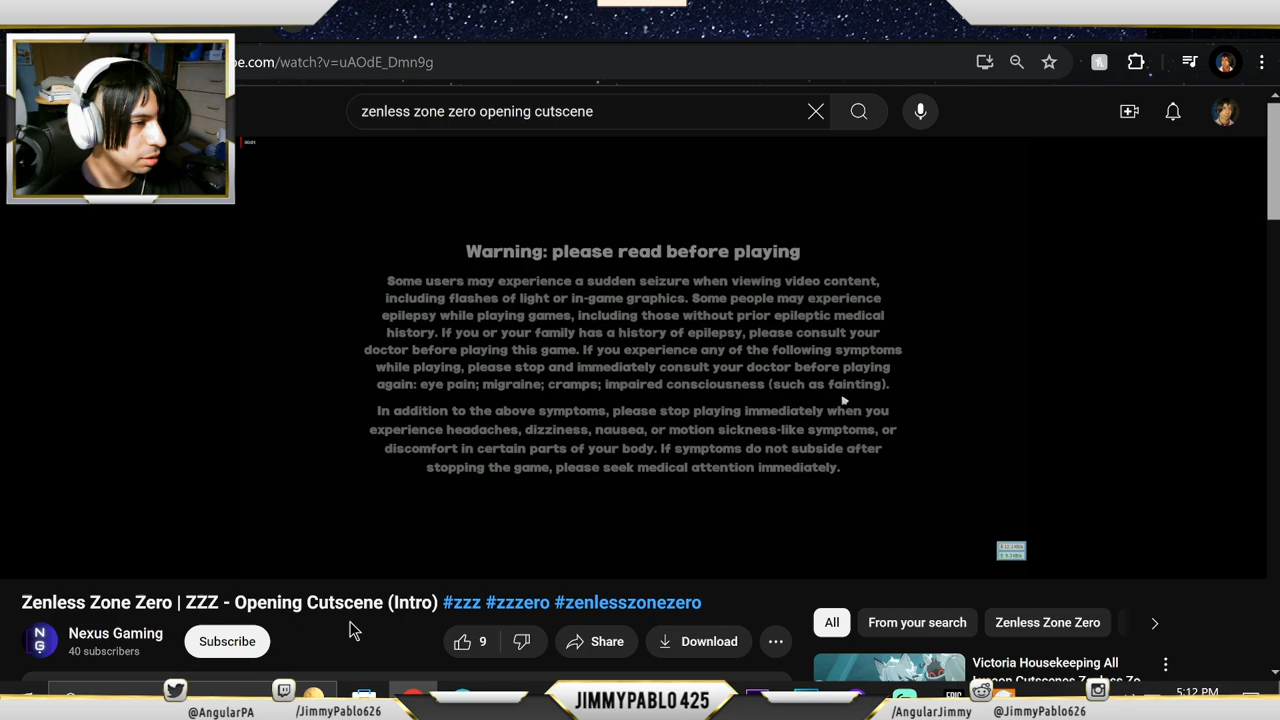 be.com/watch?v=uAOdE_Dmn9g
zenless zone zero opening cutscene
00:01
Warning: please read before playing
Some users may experience a sudden seizure when viewing video content,
including flashes of light or in-game graphics. Some people may experience
epilepsy while playing games, including those without prior epileptic medical
history. If you or your family has a history of epilepsy, please consult your
doctor before playing this game. If you experience any of the following symptoms
while playing, please stop and immediately consult your doctor before playing
again: eye pain; migraine; cramps; impaired consciousness (such as fainting).
In addition to the above symptoms, please stop playing immediately when you
experience headaches, dizziness, nausea, or motion sickness-like symptoms, or
discomfort in certain parts of your body. If symptoms do not subside after
stopping the game, please seek medical attention immediately.
Zenless Zone Zero | ZZZ - Opening Cutscene (Intro) #zzz #zzzero #zenlesszonezero
NG
Nexus Gaming
40 subscribers
Subscribe
9
Share
Download
All
From your search
Zenless Zone Zero
Victoria Housekeeping All
Cutscenes Zenless Zo
EPIC
5:12 PM
@AngularPA
/JimmyPablo626
JIMMYPABLO425
/AngularJimmy
@JimmyPablo626